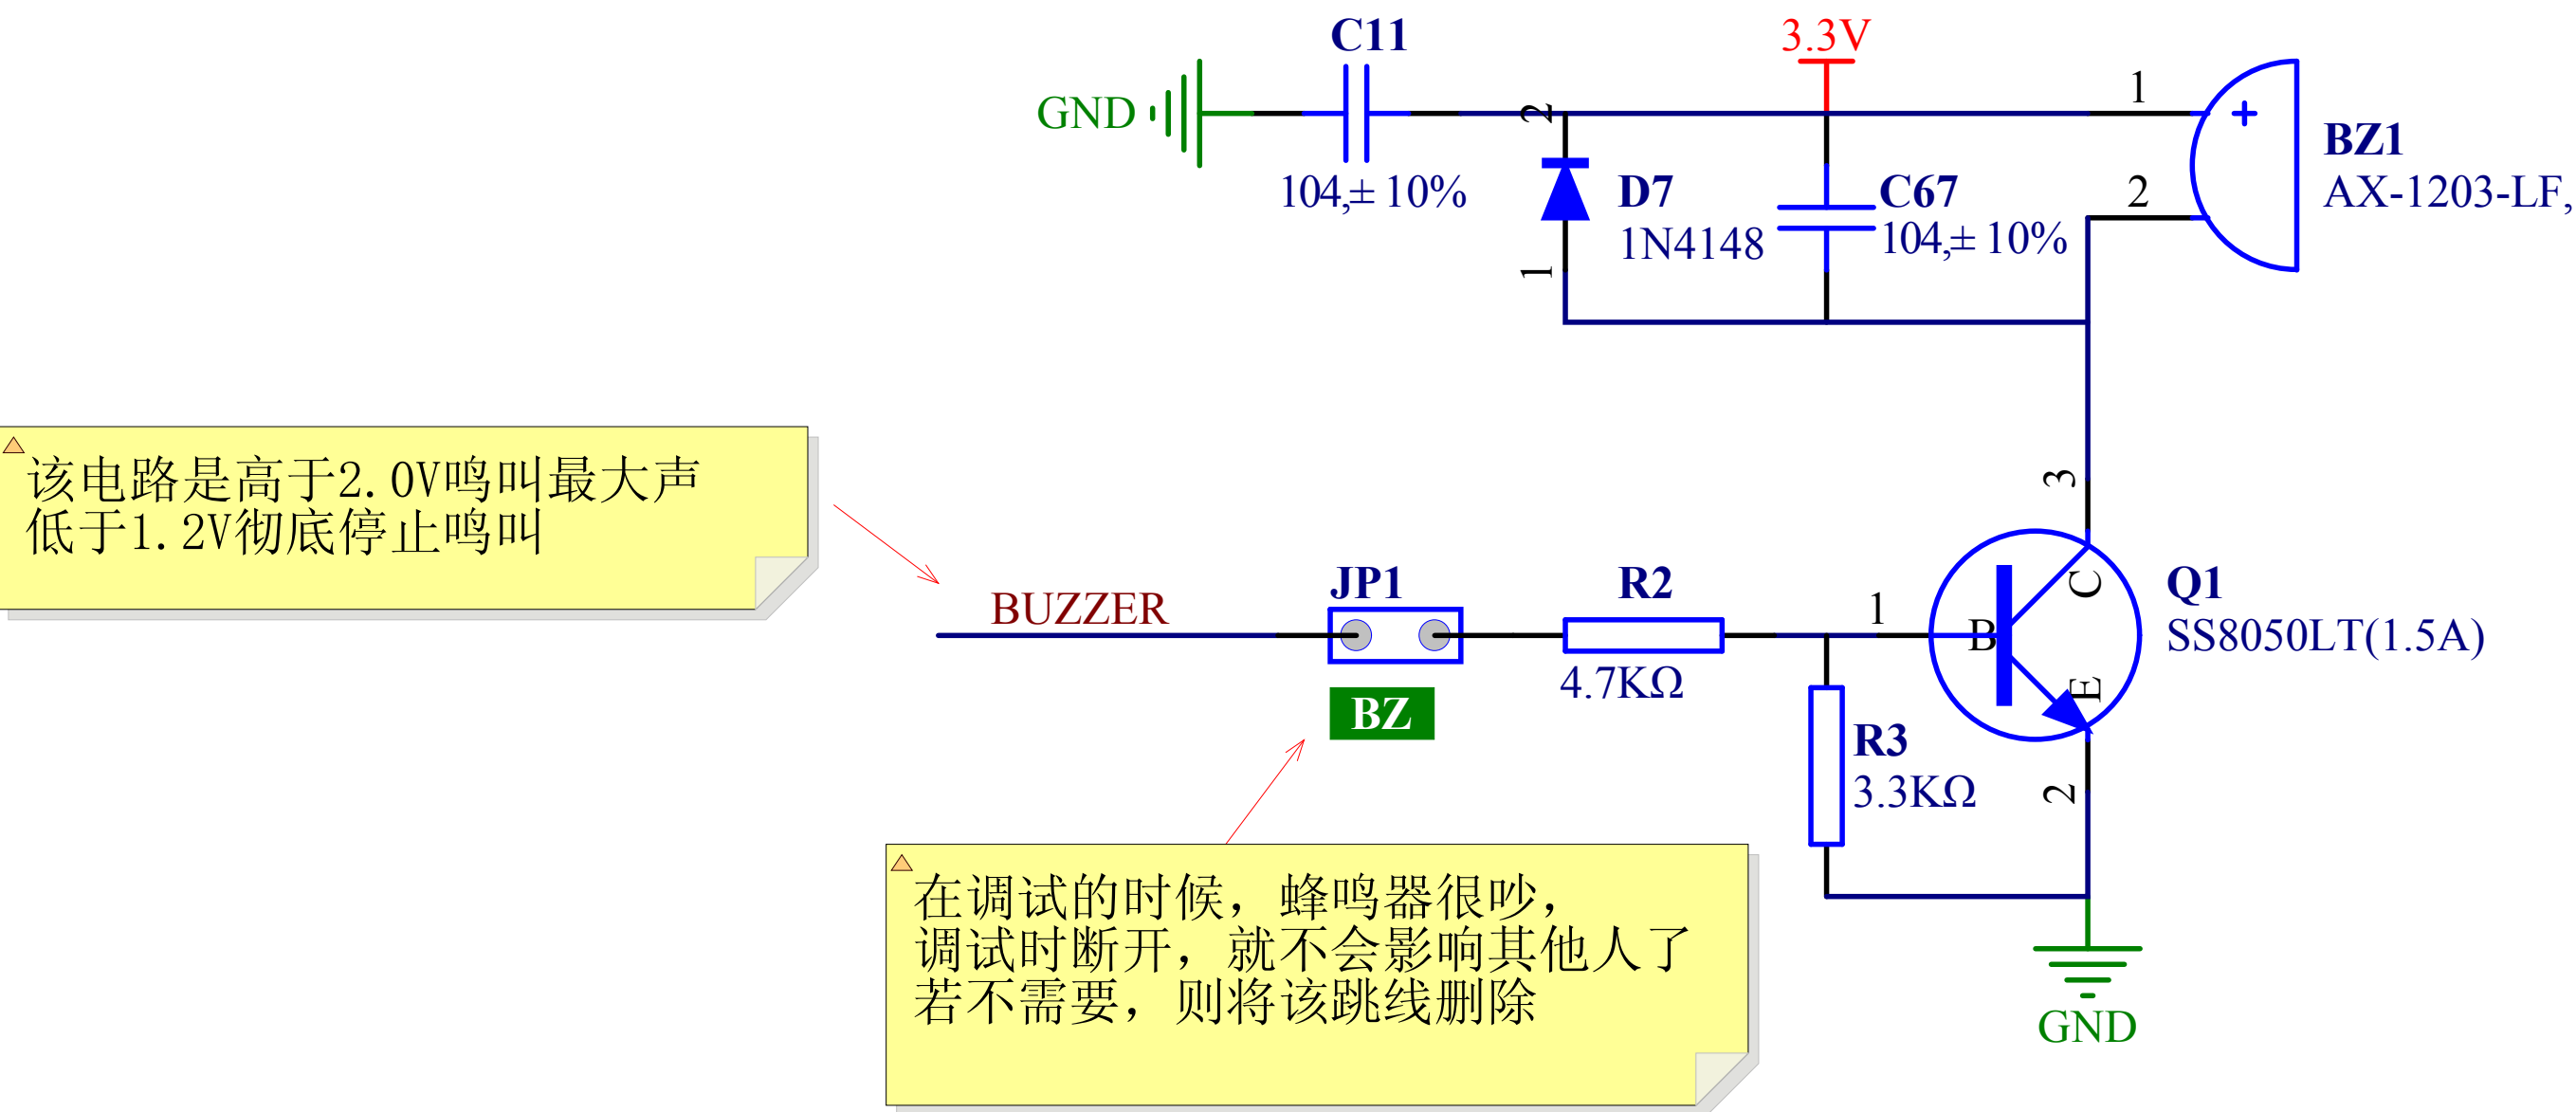 C11
3.3V
GND
2
1
BZ1
104,± 10%
D7
C67
2
AX-1203-LF,
1N4148
104,± 10%
1
该电路是高于2.0V鸣叫最大声
低于1.2V彻底停止鸣叫
3
BUZZER
JP1
R2
1
C
Q1
B
SS8050LT(1.5A)
4.7KΩ
E
BZ
R3
3.3KΩ
2
在调试的时候，蜂鸣器很吵，
调试时断开，就不会影响其他人了
若不需要，则将该跳线删除
GND